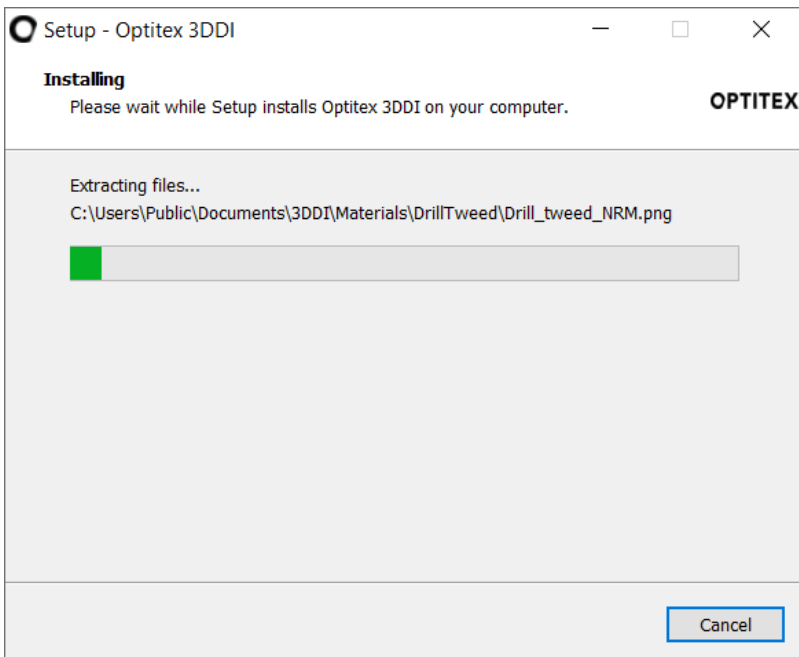 Setup - Optitex 3DDI
Installing
Please wait while Setup installs Optitex 3DDI on your computer.
OPTITEX
Extracting files...
C:\Users\Public\Documents\3DDI\Materials\DrillTweed\Drill_tweed_NRM.png
Cancel